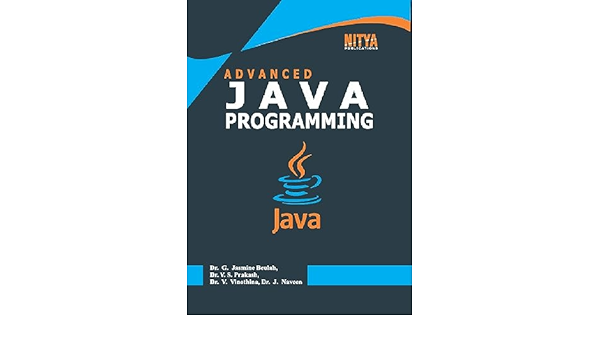 NITYA
PUBLICATIONS
ADVANCED
JAVA
PROGRAMMING
Java
Dr. G. Jasmine Beulah,
Dr. V. S. Prakash,
Dr. V. Vinothina, Dr. J. Naveen